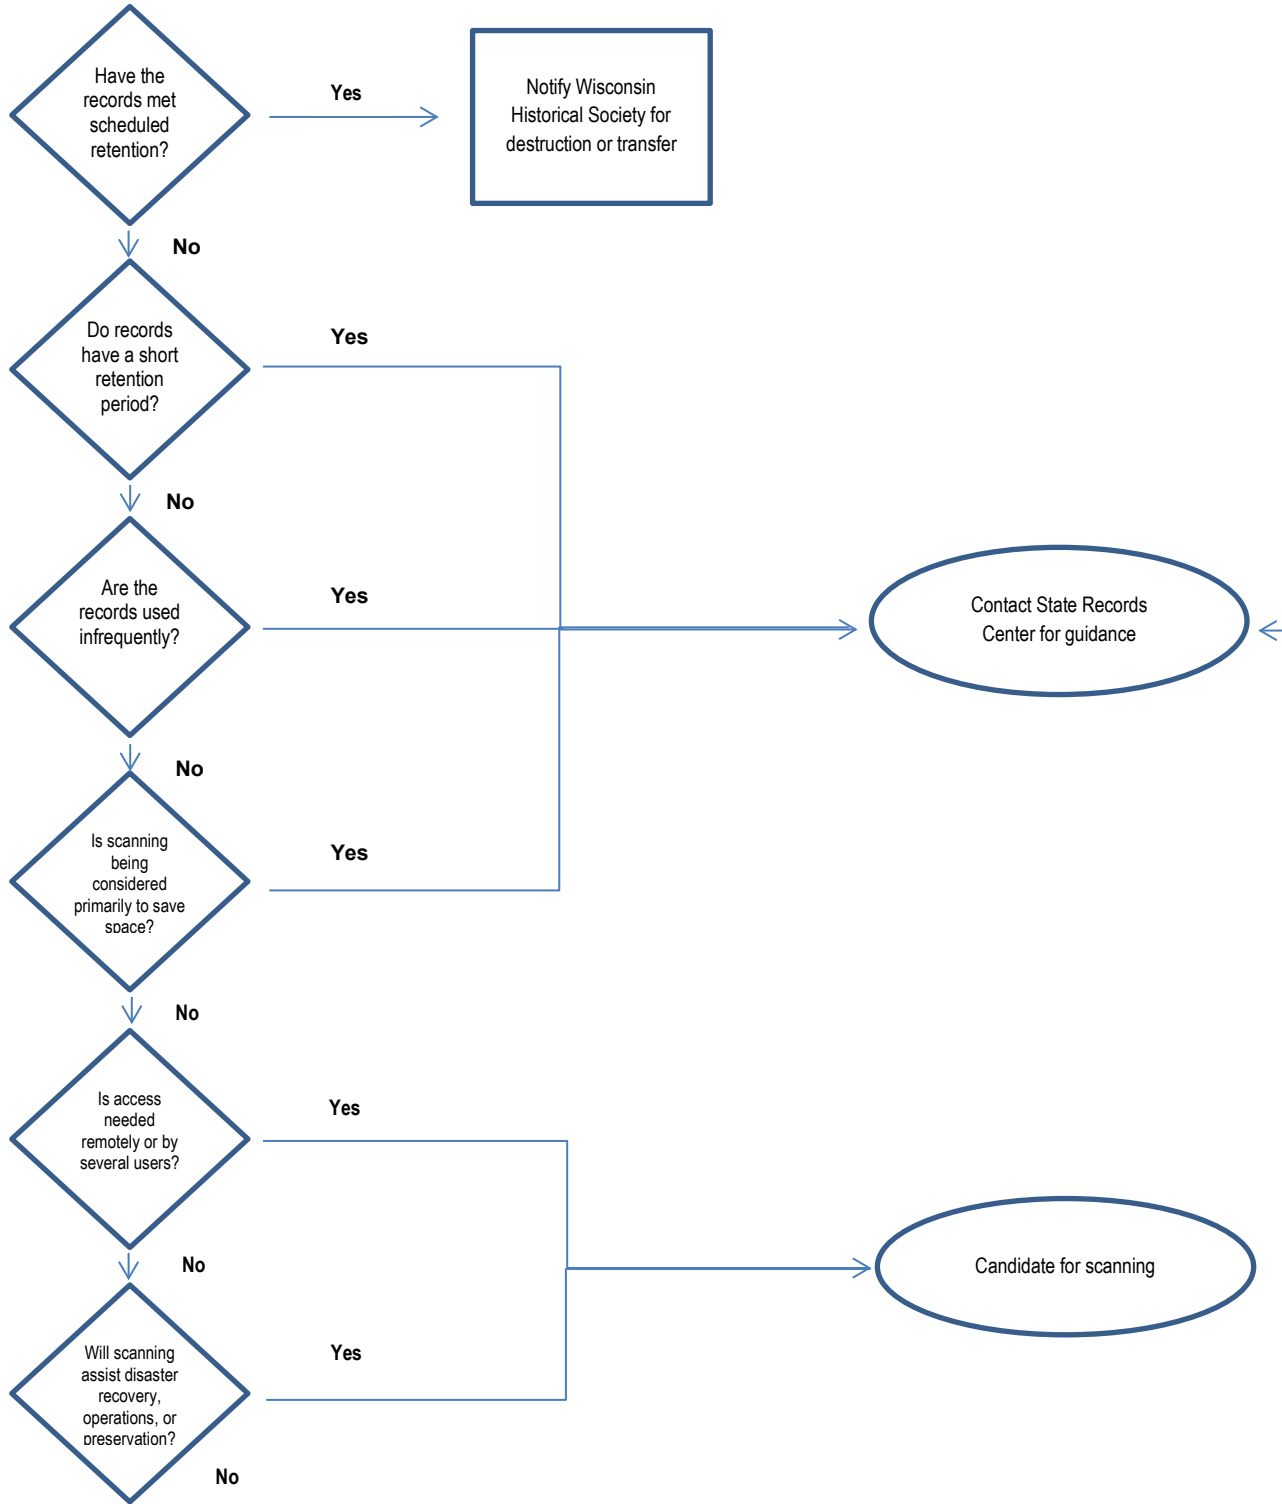 Have the
records met
scheduled
retention?
Yes
Notify Wisconsin
Historical Society for
destruction or transfer
No
Do records
have a short
retention
period?
Yes
No
Are the
records used
infrequently?
Yes
Contact State Records
Center for guidance
No
Is scanning
being
considered
primarily to save
space?
Yes
No
Is access
needed
remotely or by
several users?
Yes
No
Candidate for scanning
Will scanning
assist disaster
recovery,
operations, or
preservation?
Yes
No